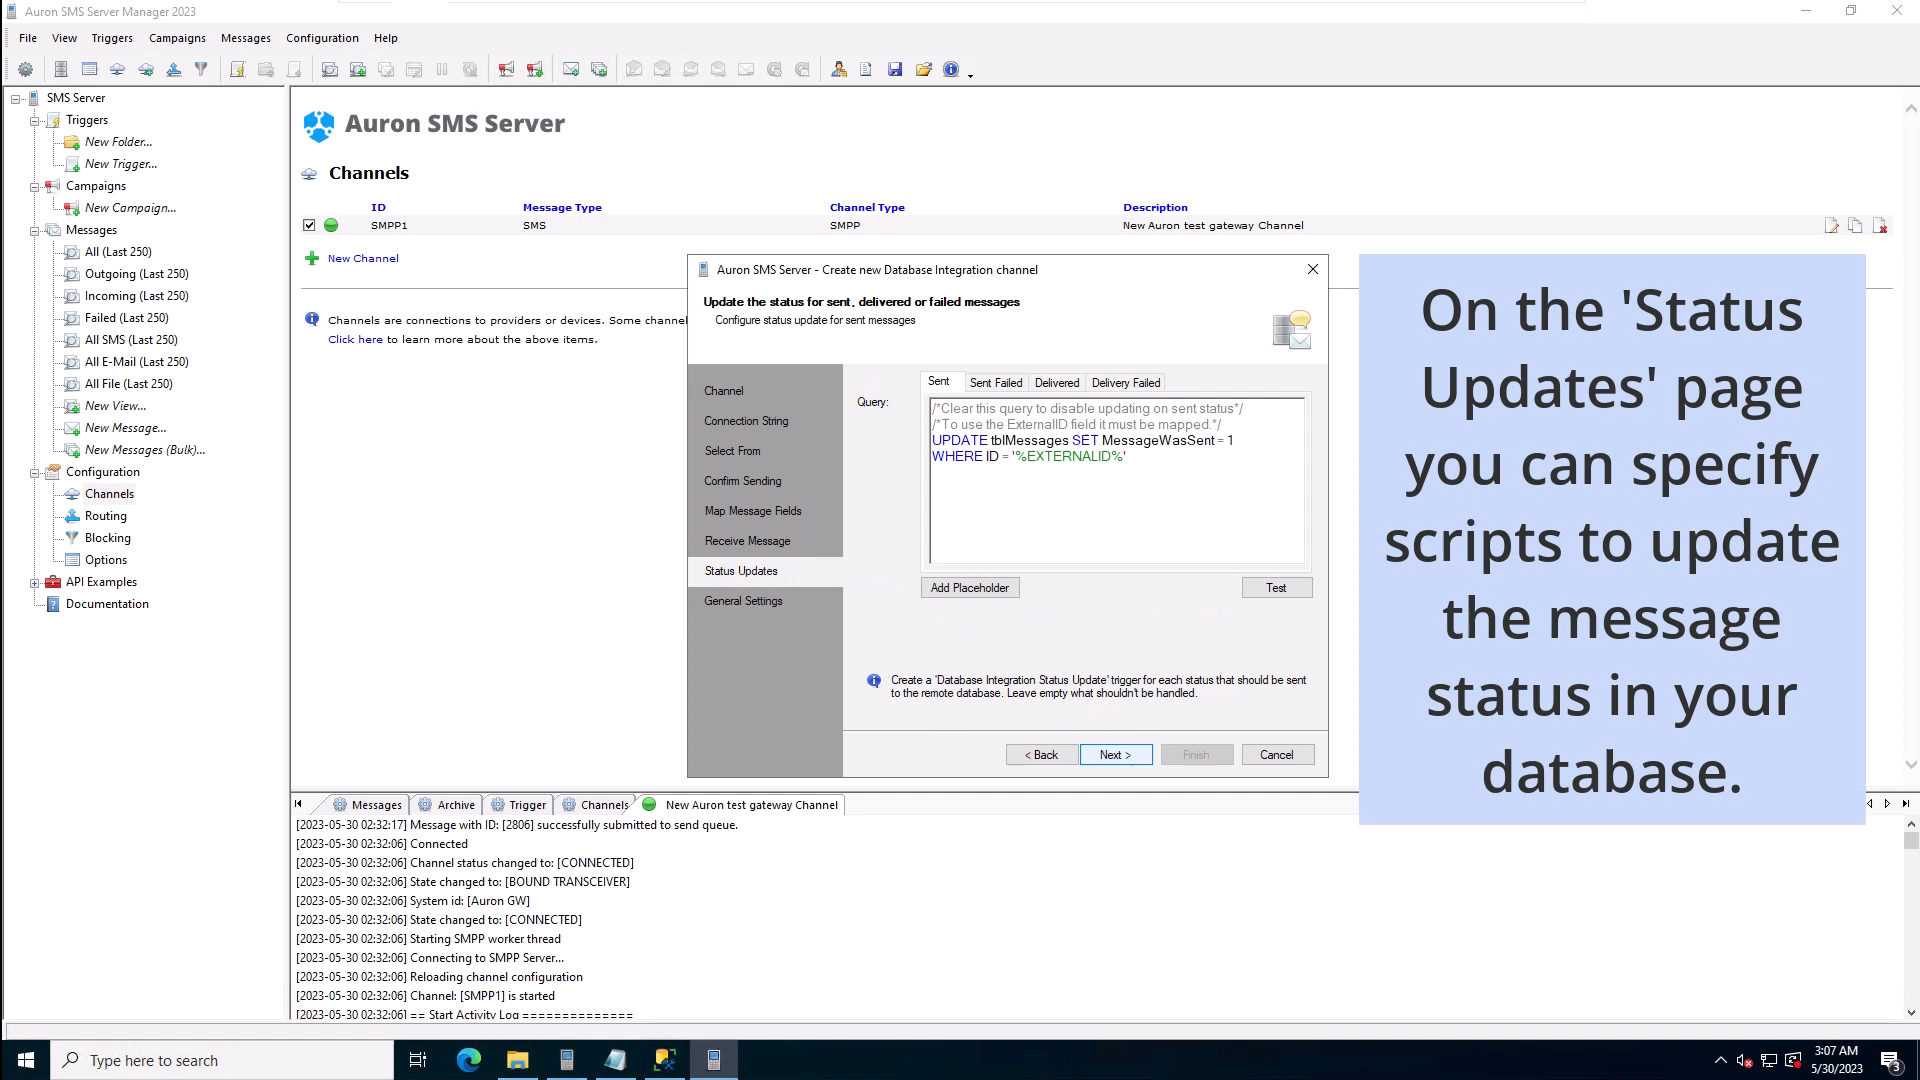 Auron SMS Server Manager 2023
File View Triggers Campaigns Messages Configuration Help
SMS Server
Triggers
New Folder...
New Trigger...
Campaigns
New Campaign...
Messages
All (Last 250)
Outgoing (Last 250)
Incoming (Last 250)
Failed (Last 250)
All SMS (Last 250)
All E-Mail (Last 250)
All File (Last 250)
New View...
New Message...
New Messages (Bulk)...
Configuration
Channels
Routing
Blocking
Options
API Examples
Documentation
Auron SMS Server
Channels
ID Message Type Channel Type Description
SMPP1 SMS SMPP New Auron test gateway Channel
New Channel
Channels are connections to providers or devices. Some channel
Click here to learn more about the above items.
Auron SMS Server - Create new Database Integration channel
Update the status for sent, delivered or failed messages
Configure status update for sent messages
Channel
Connection String
Select From
Confirm Sending
Map Message Fields
Receive Message
Status Updates
General Settings
Sent Sent Failed Delivered Delivery Failed
Query:
/*Clear this query to disable updating on sent status*/
/*To use the ExternalID field it must be mapped.*/
UPDATE tblMessages SET MessageWasSent = 1
WHERE ID = '%EXTERNALID%'
Add Placeholder Test
Create a 'Database Integration Status Update' trigger for each status that should be sent
to the remote database. Leave empty what shouldn't be handled.
< Back Next > Finish Cancel
On the 'Status
Updates' page
you can specify
scripts to update
the message
status in your
database.
Messages Archive Trigger Channels New Auron test gateway Channel
[2023-05-30 02:32:17] Message with ID: [2806] successfully submitted to send queue.
[2023-05-30 02:32:06] Connected
[2023-05-30 02:32:06] Channel status changed to: [CONNECTED]
[2023-05-30 02:32:06] State changed to: [BOUND TRANSCEIVER]
[2023-05-30 02:32:06] System id: [Auron GW]
[2023-05-30 02:32:06] State changed to: [CONNECTED]
[2023-05-30 02:32:06] Starting SMPP worker thread
[2023-05-30 02:32:06] Connecting to SMPP Server...
[2023-05-30 02:32:06] Reloading channel configuration
[2023-05-30 02:32:06] Channel: [SMPP1] is started
[2023-05-30 02:32:06] == Start Activity Log ==============
Type here to search
3:07 AM
5/30/2023
3